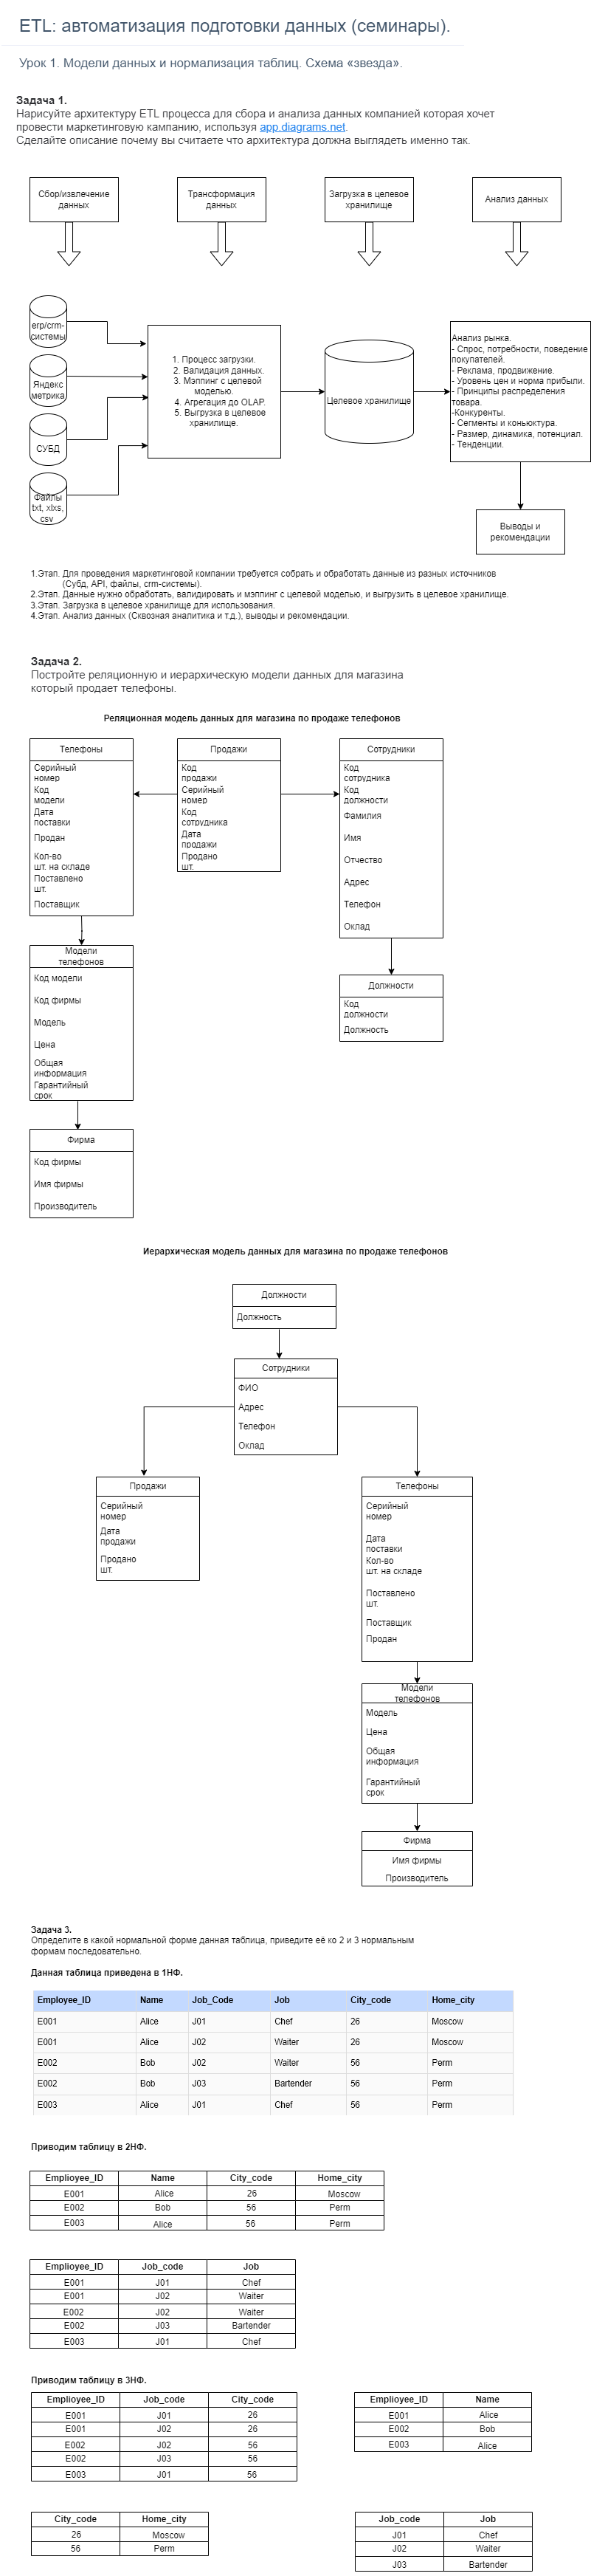 ETL: автоматизация подготовки данных (семинары).
Урок 1. Модели данных и нормализация таблиц. Схема «звезда».
Задача 1.
Нарисуйте архитектуру ETL процесса для сбора и анализа данных компанией которая хочет
провести маркетинговую кампанию, используя app.diagrams.net.
Сделайте описание почему вы считаете что архитектура должна выглядеть именно так.
Сбор/извлечение
данных
Трансформация
данных
Загрузка в целевое
хранилище
Анализ данных
erp/crm-
системы
Яндекс
метрика
СУБД
Файлы
txt, xlxs,
csv
1. Процесс загрузки.
2. Валидация данных.
3. Мэппинг с целевой
моделью.
4. Агрегация до OLAP.
5. Выгрузка в целевое
хранилище.
Целевое хранилище
Анализ рынка.
- Спрос, потребности, поведение
покупателей.
- Реклама, продвижение.
- Уровень цен и норма прибыли.
- Принципы распределения
товара.
-Конкуренты.
- Сегменты и коньюктура.
- Размер, динамика, потенциал.
- Тенденции.
Выводы и
рекомендации
1.Этап. Для проведения маркетинговой компании требуется собрать и обработать данные из разных источников
(Субд, API, файлы, crm-системы).
2.Этап. Данные нужно обработать, валидировать и мэппинг с целевой моделью, и выгрузить в целевое хранилище.
3.Этап. Загрузка в целевое хранилище для использования.
4.Этап. Анализ данных (Сквозная аналитика и т.д.), выводы и рекомендации.
Задача 2.
Постройте реляционную и иерархическую модели данных для магазина
который продает телефоны.
Реляционная модель данных для магазина по продаже телефонов
Телефоны
Серийный
номер
Код
модели
Дата
поставки
Продан
Кол-во
шт. на складе
Поставлено
шт.
Поставщик
Продажи
Код
продажи
Серийный
номер
Код
сотрудника
Дата
продажи
Продано
шт.
Сотрудники
Код
сотрудника
Код
должности
Фамилия
Имя
Отчество
Адрес
Телефон
Оклад
Модели
телефонов
Код модели
Код фирмы
Модель
Цена
Общая
информация
Гарантийный
срок
Должности
Код
должности
Должность
Фирма
Код фирмы
Имя фирмы
Производитель
Иерархическая модель данных для магазина по продаже телефонов
Должности
Должность
Сотрудники
ФИО
Адрес
Телефон
Оклад
Продажи
Серийный
номер
Дата
продажи
Продано
шт.
Телефоны
Серийный
номер
Дата
поставки
Кол-во
шт. на складе
Поставлено
шт.
Поставщик
Продан
Модели
телефонов
Модель
Цена
Общая
информация
Гарантийный
срок
Фирма
Имя фирмы
Производитель
Задача 3.
Определите в какой нормальной форме данная таблица, приведите её ко 2 и 3 нормальным
формам последовательно.
Данная таблица приведена в 1НФ.
Employee_ID Name Job_Code Job City_code Home_city
E001 Alice J01 Chef 26 Moscow
E001 Alice J02 Waiter 26 Moscow
E002 Bob J02 Waiter 56 Perm
E002 Bob J03 Bartender 56 Perm
E003 Alice J01 Chef 56 Perm
Приводим таблицу в 2НФ.
Emplioyee_ID Name City_code Home_city
E001 Alice 26 Moscow
E002 Bob 56 Perm
E003 Alice 56 Perm
Emplioyee_ID Job_code Job
E001 J01 Chef
E001 J02 Waiter
E002 J02 Waiter
E002 J03 Bartender
E003 J01 Chef
Приводим таблицу в 3НФ.
Emplioyee_ID Job_code City_code
E001 J01 26
E001 J02 26
E002 J02 56
E002 J03 56
E003 J01 56
Emplioyee_ID Name
E001 Alice
E002 Bob
E003 Alice
City_code Home_city
26 Moscow
56 Perm
Job_code Job
J01 Chef
J02 Waiter
J03 Bartender